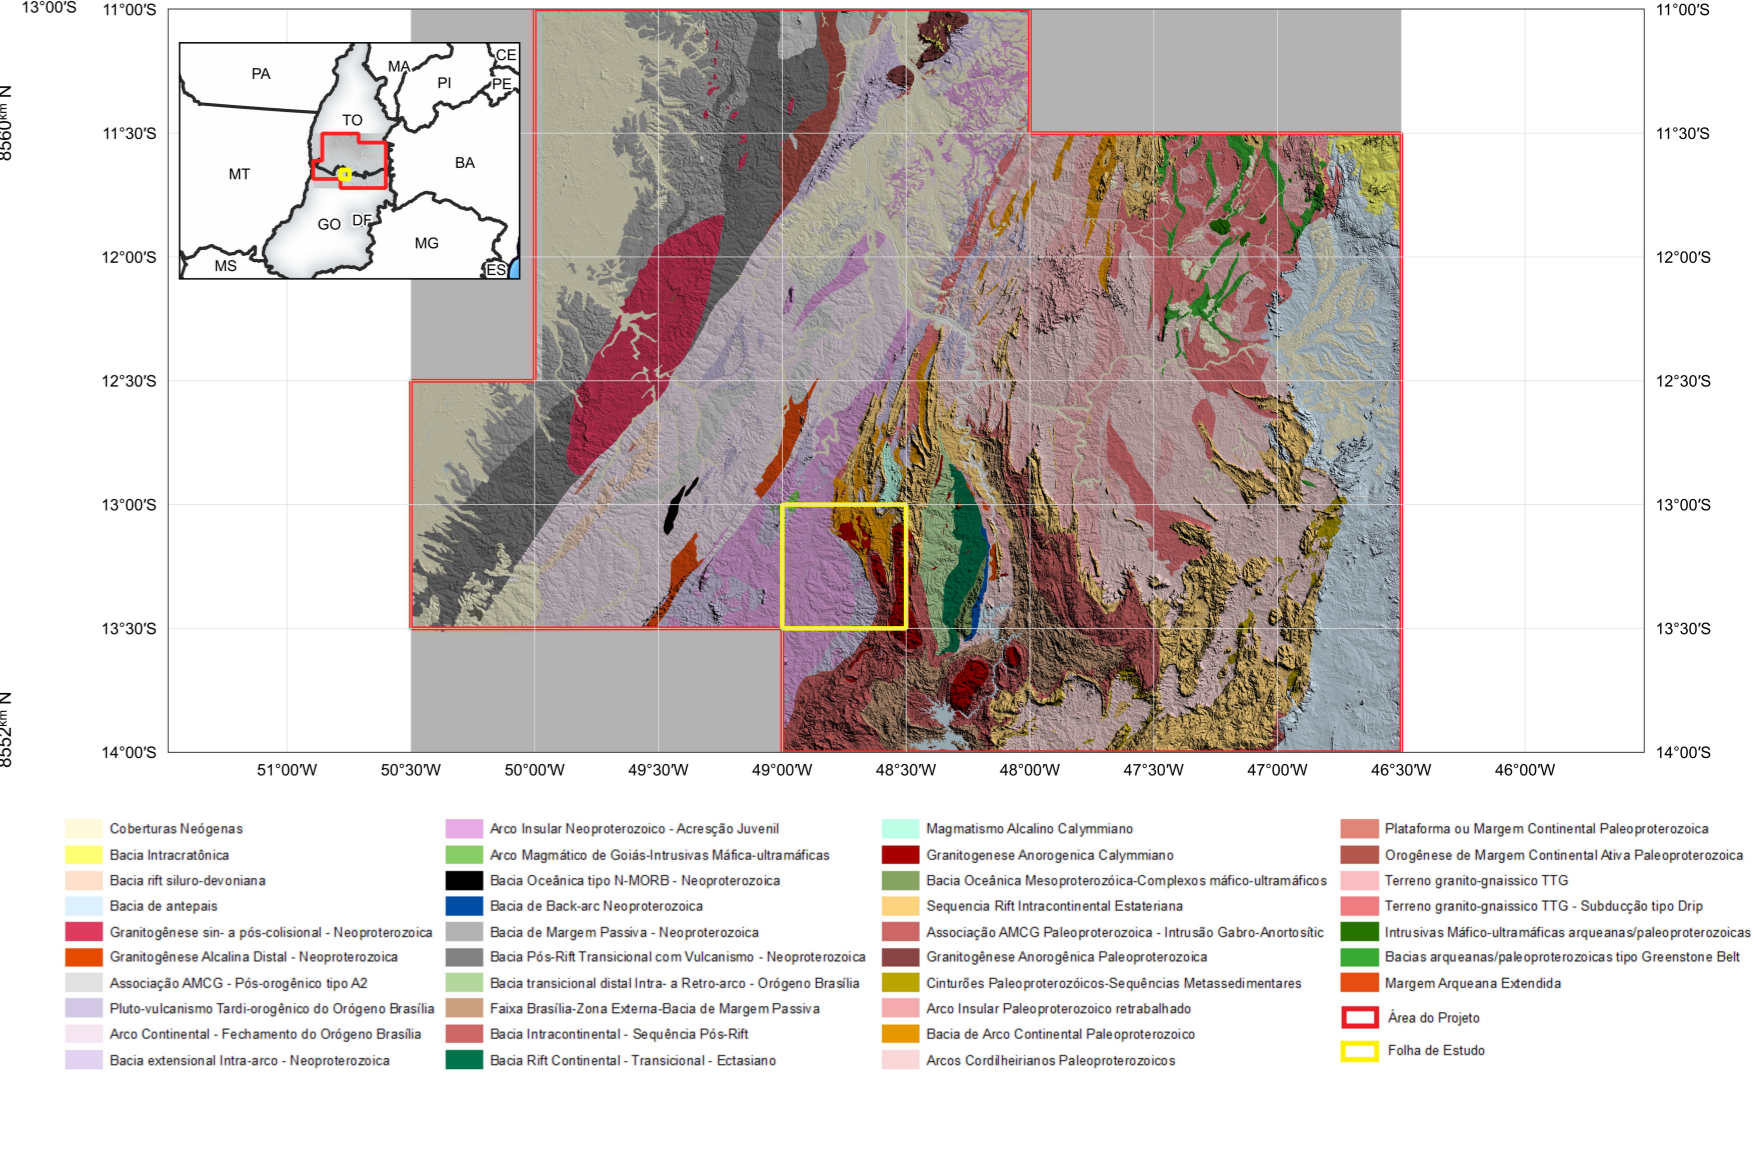 13°00'S
8560km N
8552km N
11°00'S
11°30'S
12°00'S
12°30'S
13°00'S
13°30'S
14°00'S
11°00'S
11°30'S
12°00'S
12°30'S
13°00'S
13°30'S
14°00'S
PA
MA
CE
PI
PE
TO
MT
BA
GO
DF
MG
MS
ES
51°00'W
50°30'W
50°00'W
49°30'W
49°00'W
48°30'W
48°00'W
47°30'W
47°00'W
46°30'W
46°00'W
Coberturas Neógenas
Bacia Intracratônica
Bacia rift siluro-devoniana
Bacia de antepais
Granitogênese sin- a pós-colisional - Neoproterozoica
Granitogênese Alcalina Distal - Neoproterozoica
Associação AMCG - Pós-orogênico tipo A2
Pluto-vulcanismo Tardi-orogênico do Orógeno Brasília
Arco Continental - Fechamento do Orógeno Brasília
Bacia extensional Intra-arco - Neoproterozoica
Arco Insular Neoproterozoico - Acresção Juvenil
Arco Magmático de Goiás-Intrusivas Máfica-ultramáficas
Bacia Oceânica tipo N-MORB - Neoproterozoica
Bacia de Back-arc Neoproterozoica
Bacia de Margem Passiva - Neoproterozoica
Bacia Pós-Rift Transicional com Vulcanismo - Neoproterozoica
Bacia transicional distal Intra- a Retro-arco - Orógeno Brasília
Faixa Brasília-Zona Externa-Bacia de Margem Passiva
Bacia Intracontinental - Sequência Pós-Rift
Bacia Rift Continental - Transicional - Ectasiano
Magmatismo Alcalino Calymmiano
Granitogenese Anorogenica Calymmiano
Bacia Oceânica Mesoproterozóica-Complexos máfico-ultramáficos
Sequencia Rift Intracontinental Estateriana
Associação AMCG Paleoproterozoica - Intrusão Gabro-Anortosític
Granitogênese Anorogênica Paleoproterozoica
Cinturões Paleoproterozóicos-Sequências Metassedimentares
Arco Insular Paleoproterozoico retrabalhado
Bacia de Arco Continental Paleoproterozoico
Arcos Cordilheirianos Paleoproterozoicos
Plataforma ou Margem Continental Paleoproterozoica
Orogênese de Margem Continental Ativa Paleoproterozoica
Terreno granito-gnaissico TTG
Terreno granito-gnaissico TTG - Subducção tipo Drip
Intrusivas Máfico-ultramáficas arqueanas/paleoproterozoicas
Bacias arqueanas/paleoproterozoicas tipo Greenstone Belt
Margem Arqueana Extendida
Área do Projeto
Folha de Estudo